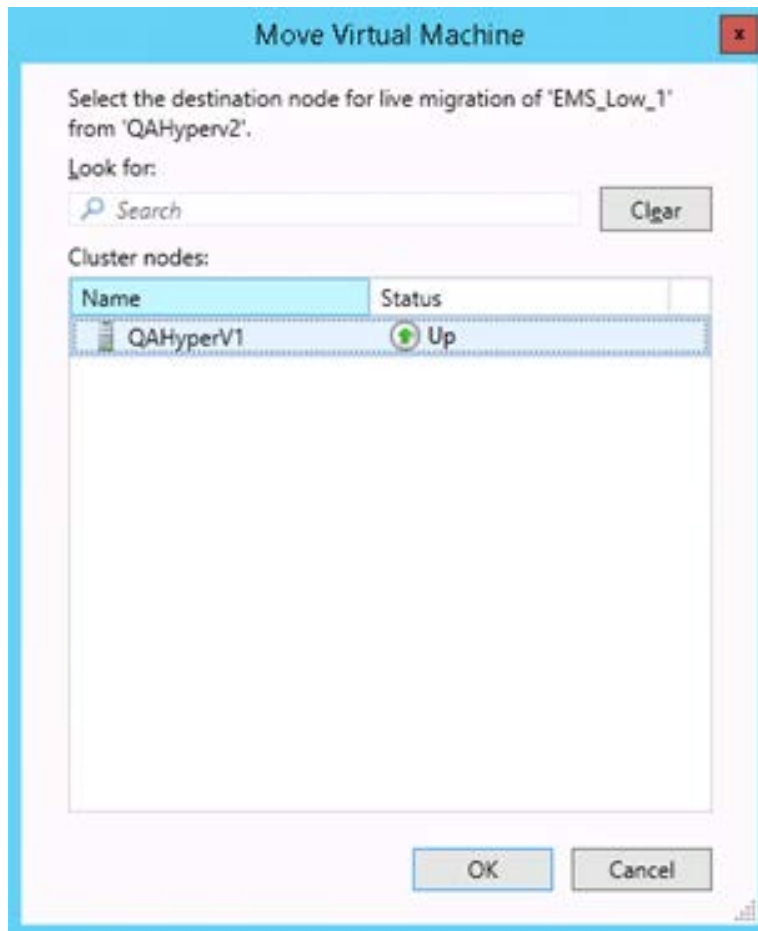 Move Virtual Machine
x
Select the destination node for live migration of 'EMS_Low_1'
from 'QAHyperv2'.
Look for:
Search
Clear
Cluster nodes:
Name Status
QAHyperV1 Up
OK Cancel